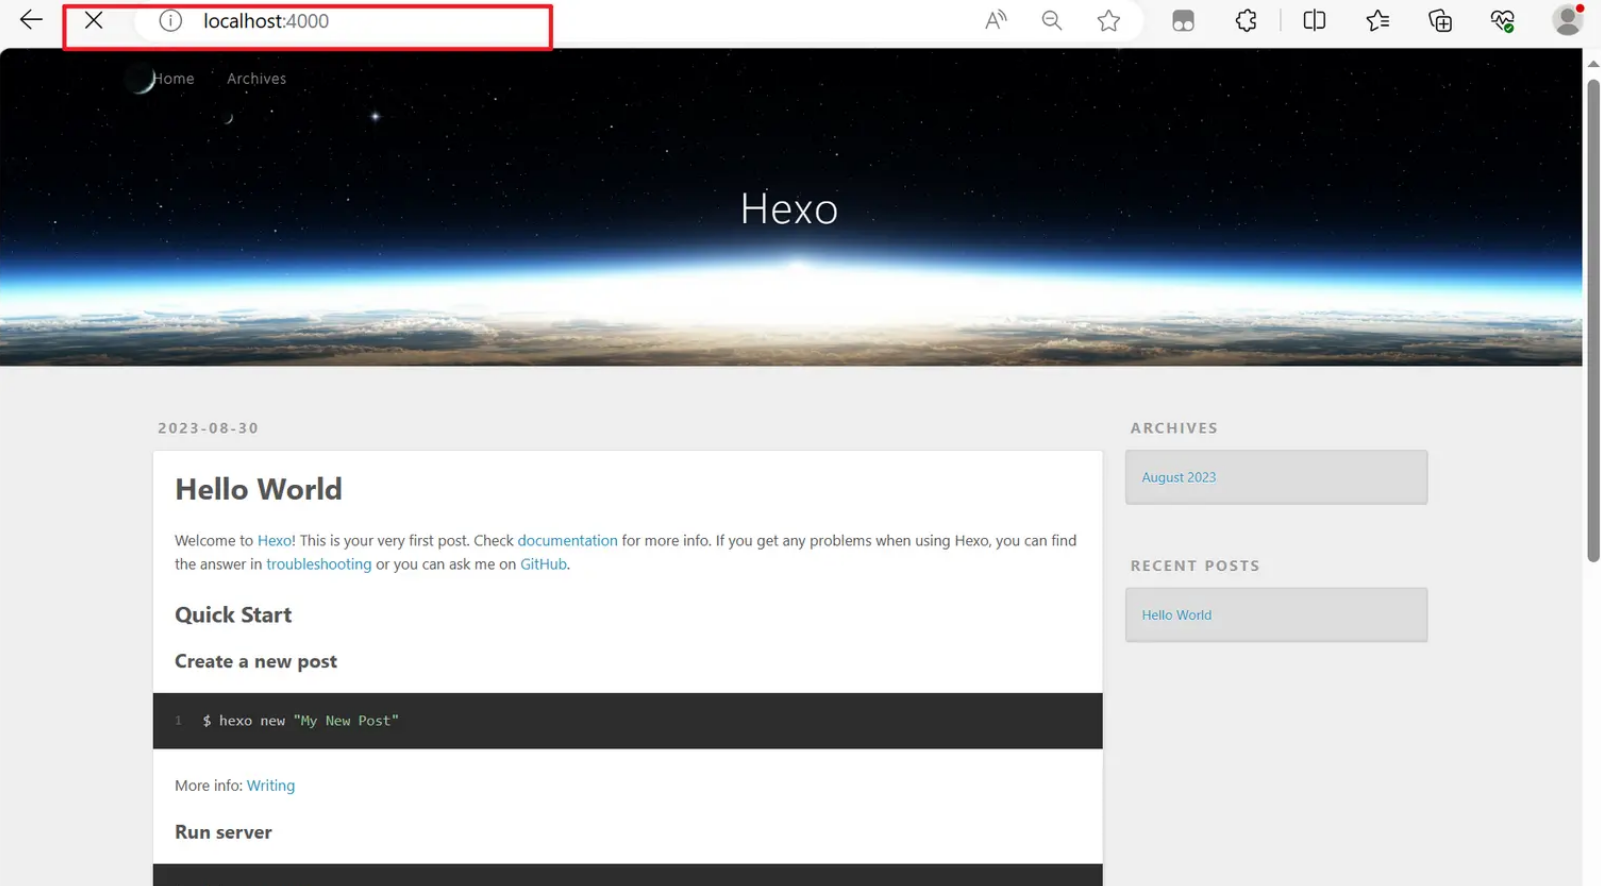 localhost:4000
Home Archives
Hexo
2023-08-30
Hello World
Welcome to Hexo! This is your very first post. Check documentation for more info. If you get any problems when using Hexo, you can find
the answer in troubleshooting or you can ask me on GitHub.
Quick Start
Create a new post
1 $ hexo new "My New Post"
More info: Writing
Run server
ARCHIVES
August 2023
RECENT POSTS
Hello World